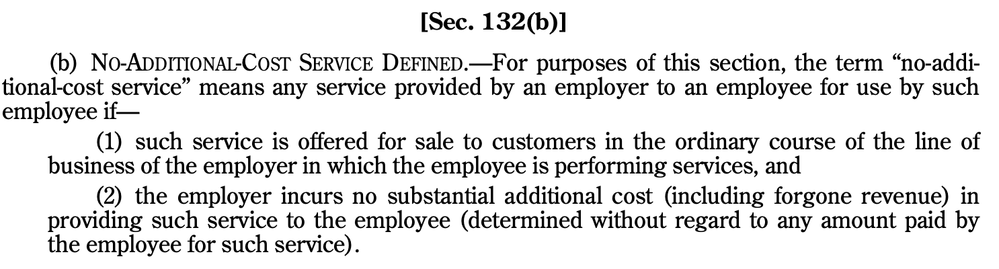 [Sec. 132(b)]
(b) NO-ADDITIONAL-COST SERVICE DEFINED.—For purposes of this section, the term “no-addi-
tional-cost service” means any service provided by an employer to an employee for use by such
employee if—
(1) such service is offered for sale to customers in the ordinary course of the line of
business of the employer in which the employee is performing services, and
(2) the employer incurs no substantial additional cost (including forgone revenue) in
providing such service to the employee (determined without regard to any amount paid by
the employee for such service).